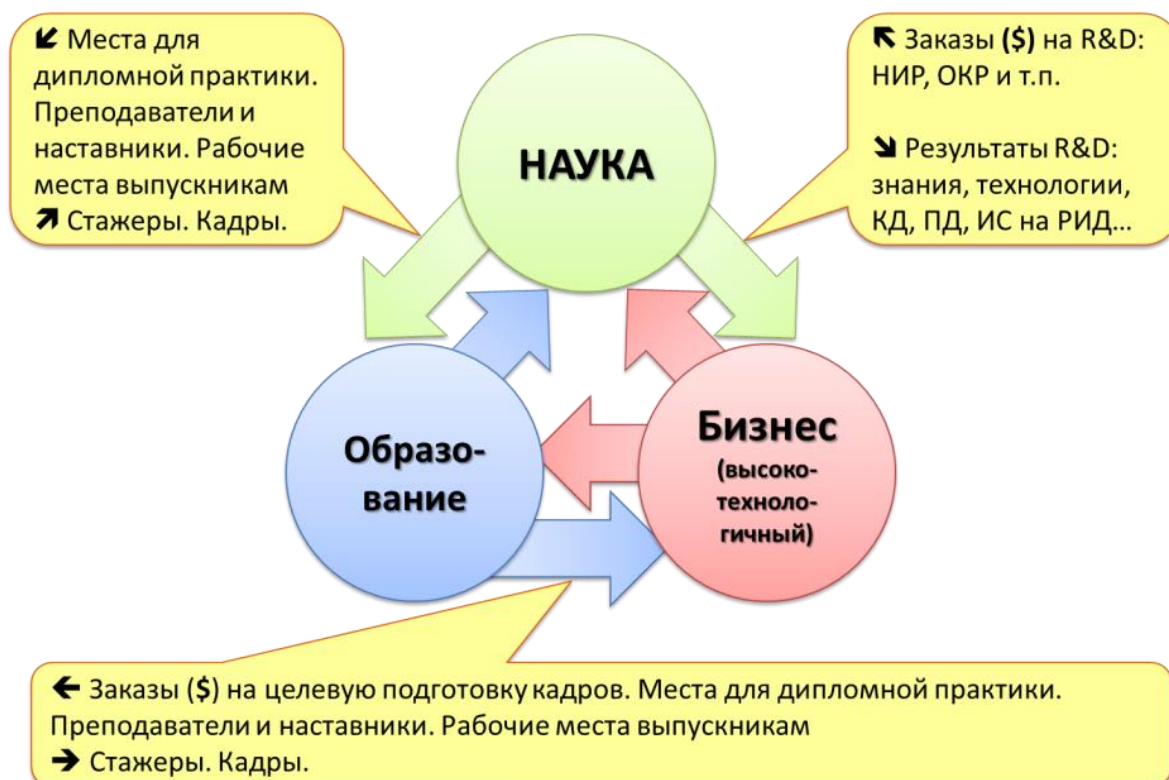 🡿 Места для
дипломной практики.
Преподаватели и
наставники. Рабочие
места выпускникам
🡽 Стажеры. Кадры.
НАУКА
🡼 Заказы ($) на R&D:
НИР, ОКР и т.п.
🡾 Результаты R&D:
знания, технологии,
КД, ПД, ИС на РИД...
Образо-
вание
Бизнес
(высоко-
техноло-
гичный)
🡸 Заказы ($) на целевую подготовку кадров. Места для дипломной практики.
Преподаватели и наставники. Рабочие места выпускникам
🡺 Стажеры. Кадры.